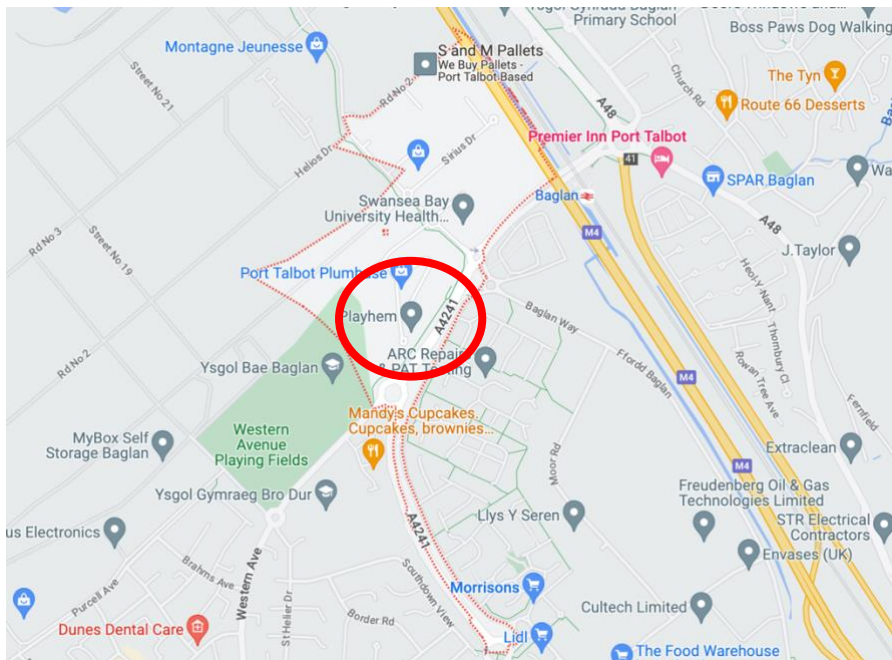 Ysgol Cynradd Baglan
Primary School
Boss Paws Dog Walking
Montagne Jeunesse
S and M Pallets
We Buy Pallets -
Port Talbot Based
The Tyn
Street No 21
Rd No 2
Church Rd
A48
Route 66 Desserts
Sirius Dr
Helios Dr
Premier Inn Port Talbot
41
SPAR Baglan
Swansea Bay
University Health...
Baglan
A48
M4
Rd No 3
Street No 19
J.Taylor
Port Talbot Plumbase
Heol-Y-Nant
Thornbury Cl
Playhem
A4241
Baglan Way
Rd No 2
ARC Repair
& PAT Testing
Ffordd Baglan
Rowan Tree Ave
Ysgol Bae Baglan
M4
Fernfield
Mandy's Cupcakes.
Cupcakes, brownies...
Western
Avenue
Playing Fields
MyBox Self
Storage Baglan
Moor Rd
Extraclean
M4
Ysgol Gymraeg Bro Dur
Freudenberg Oil & Gas
Technologies Limited
Llys Y Seren
STR Electrical
Contractors
us Electronics
A4241
Envases (UK)
Brahms Ave
Western Ave
Purcell Ave
Southdown View
Morrisons
St Helier Dr
Border Rd
Cultech Limited
Dunes Dental Care
Lidl
The Food Warehouse